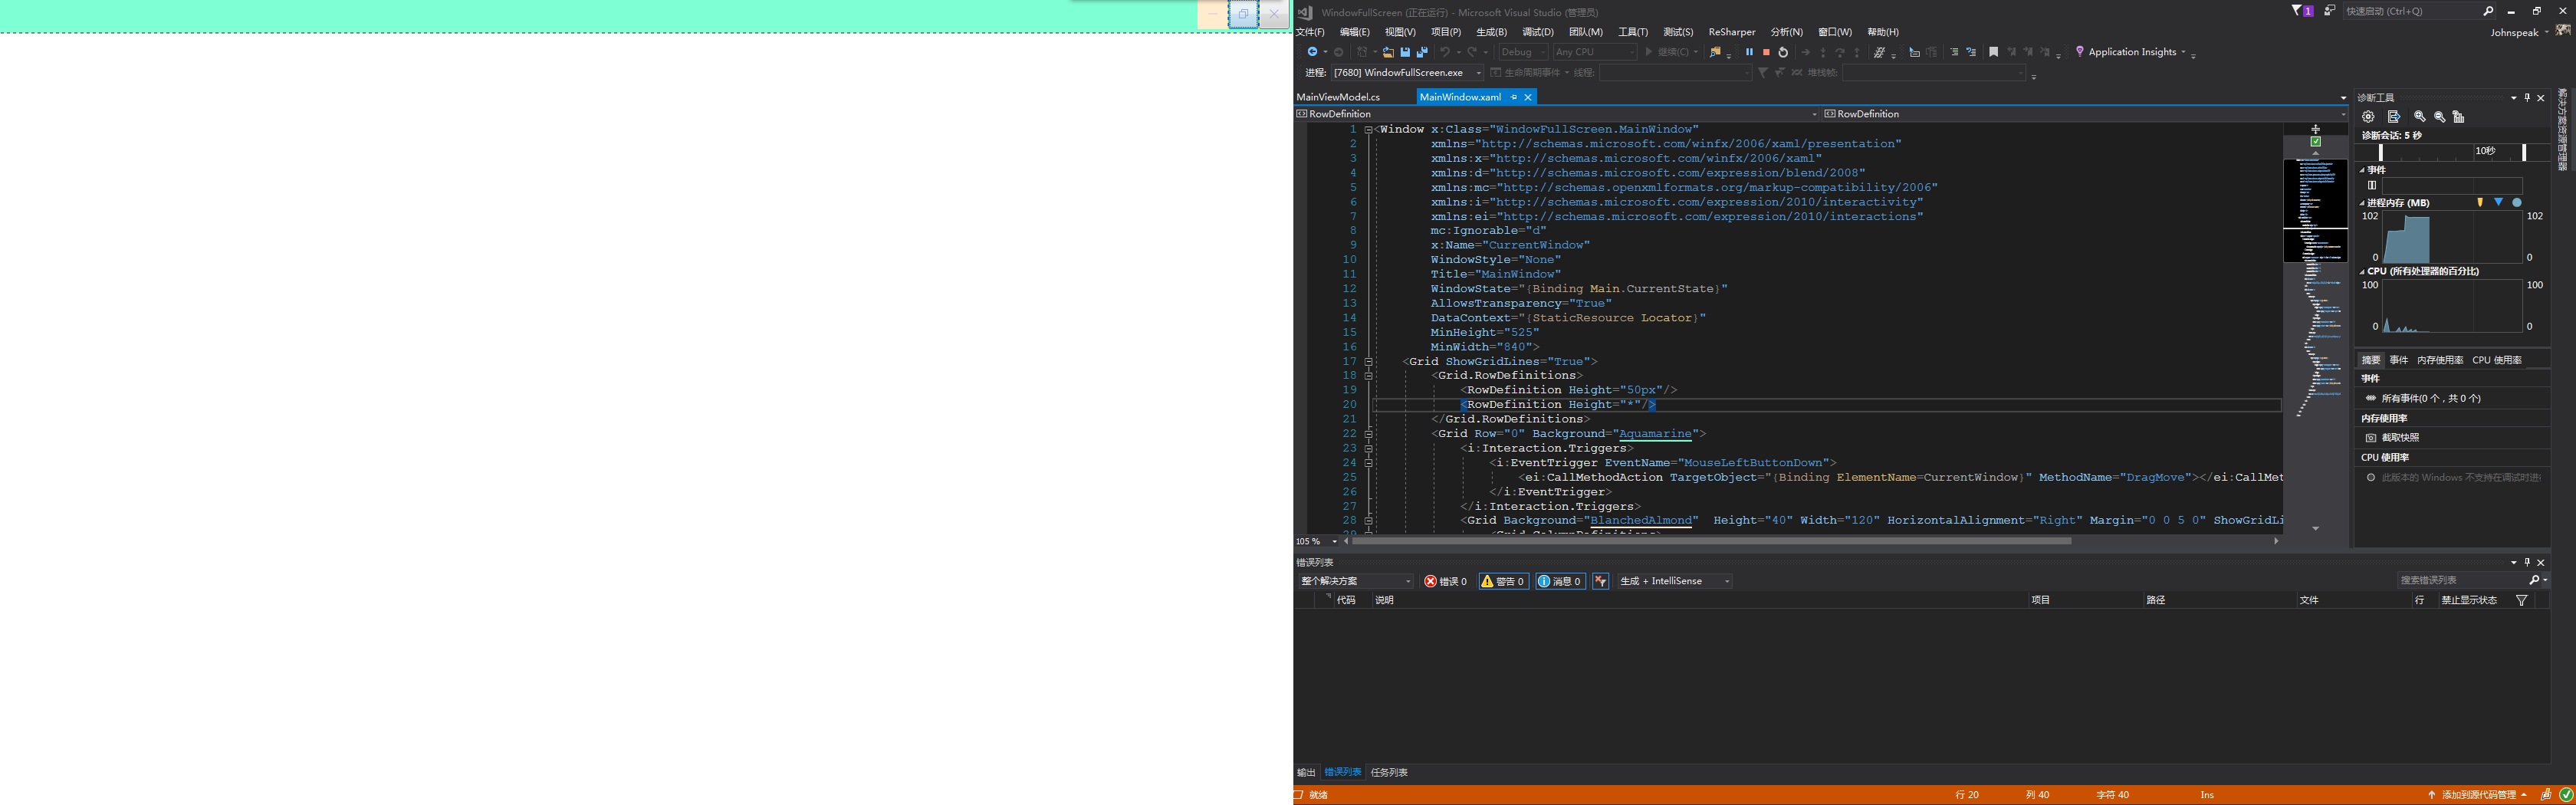 WindowFullScreen (正在运行) - Microsoft Visual Studio (管理员)
1
快速启动 (Ctrl+Q)
文件(F) 编辑(E) 视图(V) 项目(P) 生成(B) 调试(D) 团队(M) 工具(T) 测试(S) ReSharper 分析(N) 窗口(W) 帮助(H)
Johnspeak
Debug Any CPU 继续(C) Application Insights
进程: [7680] WindowFullScreen.exe 生命周期事件 线程: 堆栈帧:
MainViewModel.cs MainWindow.xaml
RowDefinition RowDefinition
1 <Window x:Class="WindowFullScreen.MainWindow"
2 xmlns="http://schemas.microsoft.com/winfx/2006/xaml/presentation"
3 xmlns:x="http://schemas.microsoft.com/winfx/2006/xaml"
4 xmlns:d="http://schemas.microsoft.com/expression/blend/2008"
5 xmlns:mc="http://schemas.openxmlformats.org/markup-compatibility/2006"
6 xmlns:i="http://schemas.microsoft.com/expression/2010/interactivity"
7 xmlns:ei="http://schemas.microsoft.com/expression/2010/interactions"
8 mc:Ignorable="d"
9 x:Name="CurrentWindow"
10 WindowStyle="None"
11 Title="MainWindow"
12 WindowState="{Binding Main.CurrentState}"
13 AllowsTransparency="True"
14 DataContext="{StaticResource Locator}"
15 MinHeight="525"
16 MinWidth="840">
17 <Grid ShowGridLines="True">
18 <Grid.RowDefinitions>
19 <RowDefinition Height="50px"/>
20 <RowDefinition Height="*"/>
21 </Grid.RowDefinitions>
22 <Grid Row="0" Background="Aquamarine">
23 <i:Interaction.Triggers>
24 <i:EventTrigger EventName="MouseLeftButtonDown">
25 <ei:CallMethodAction TargetObject="{Binding ElementName=CurrentWindow}" MethodName="DragMove"></ei:CallMet
26 </i:EventTrigger>
27 </i:Interaction.Triggers>
28 <Grid Background="BlanchedAlmond" Height="40" Width="120" HorizontalAlignment="Right" Margin="0 0 5 0" ShowGridLi
105 %
诊断工具
诊断会话: 5 秒
10秒
事件
进程内存 (MB)
102 102
0 0
CPU (所有处理器的百分比)
100 100
0 0
摘要 事件 内存使用率 CPU 使用率
事件
所有事件(0 个，共 0 个)
内存使用率
截取快照
CPU 使用率
此版本的 Windows 不支持在调试时进
解决方案资源管理器
错误列表
整个解决方案 错误 0 警告 0 消息 0 生成 + IntelliSense 搜索错误列表
代码 说明 项目 路径 文件 行 禁止显示状态
输出 错误列表 任务列表
就绪 行 20 列 40 字符 40 Ins 添加到源代码管理